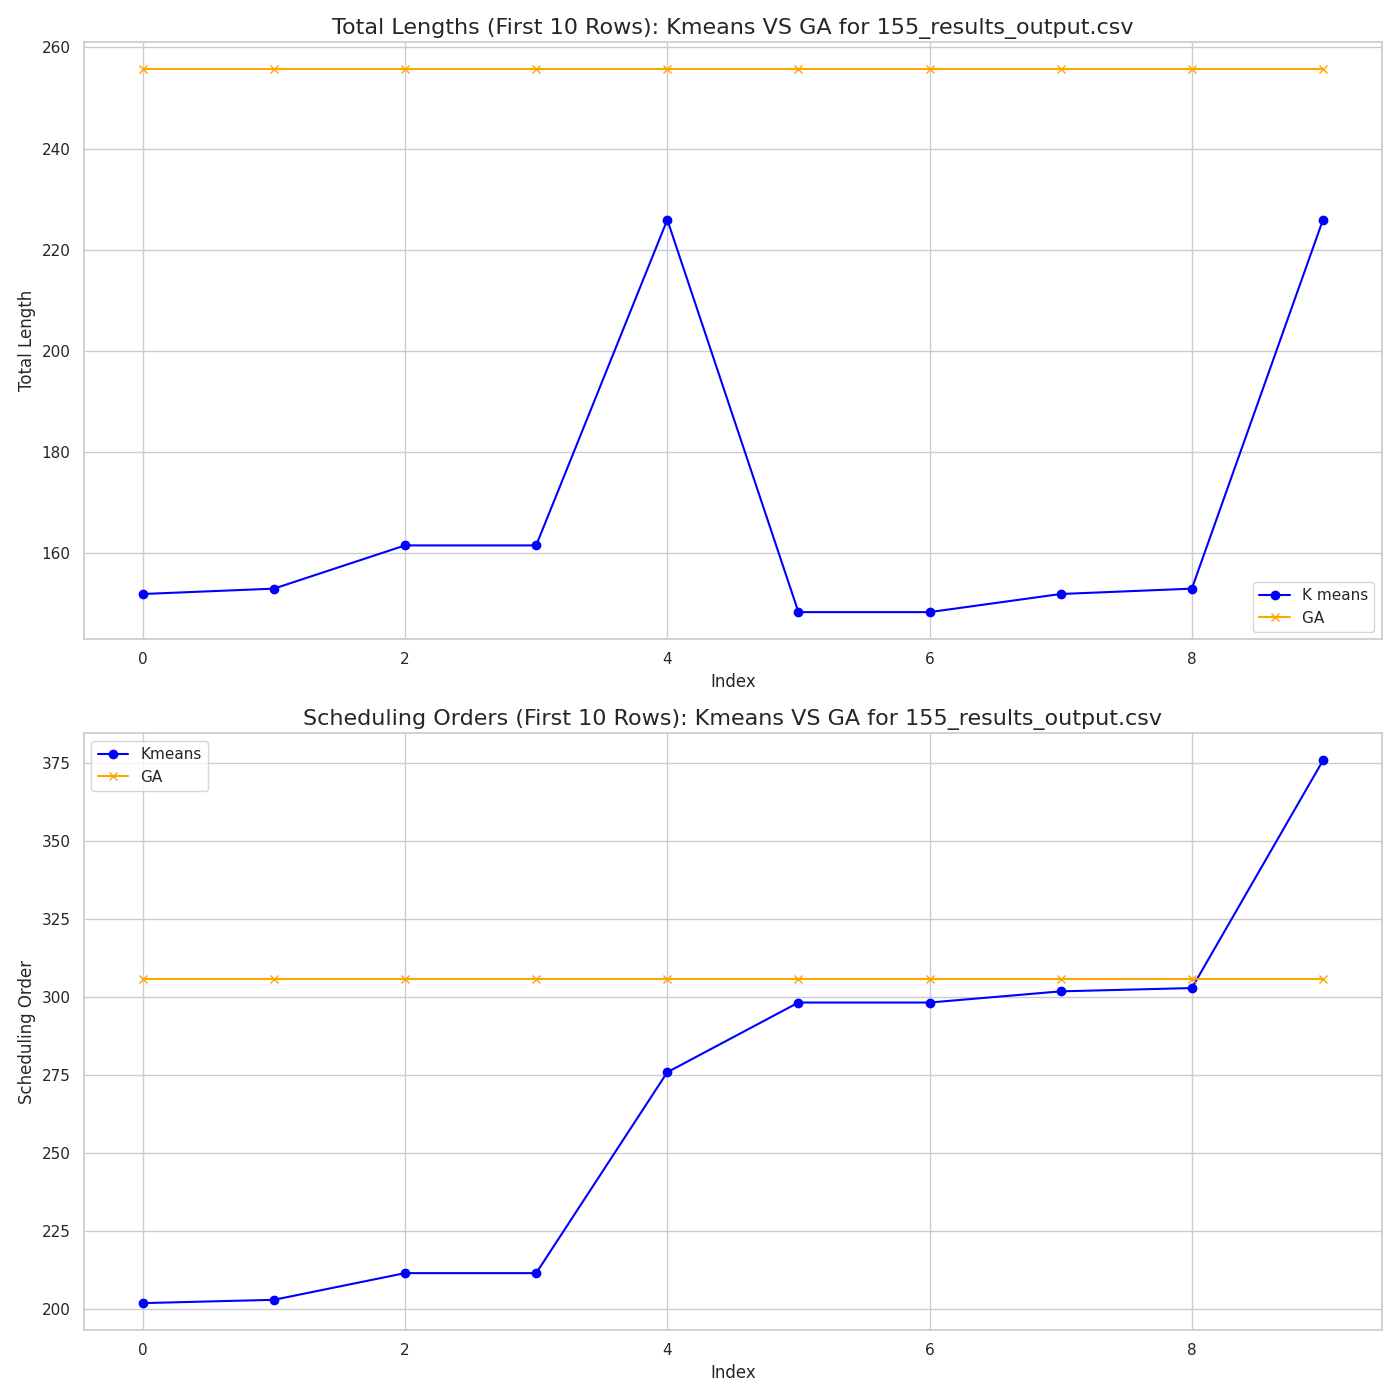 Total Lengths (First 10 Rows): Kmeans VS GA for 155_results_output.csv
260
240
220
200
180
160
Total Length
K means
GA
0 2 4 6 8
Index
Scheduling Orders (First 10 Rows): Kmeans VS GA for 155_results_output.csv
Kmeans
GA
375
350
325
300
275
250
225
200
Scheduling Order
0 2 4 6 8
Index